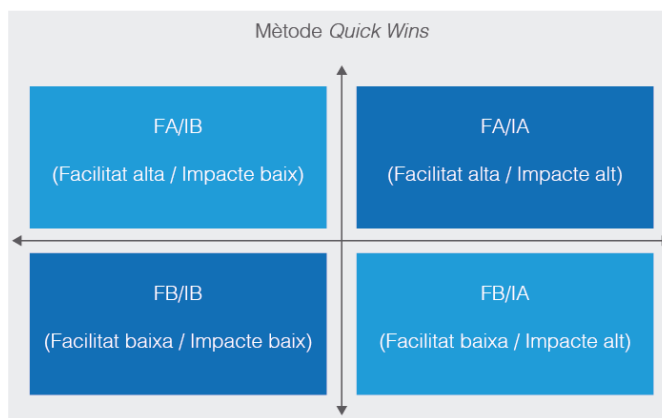 Mètode Quick Wins
FA/IB
(Facilitat alta / Impacte baix)
FA/IA
(Facilitat alta / Impacte alt)
FB/IB
(Facilitat baixa / Impacte baix)
FB/IA
(Facilitat baixa / Impacte alt)